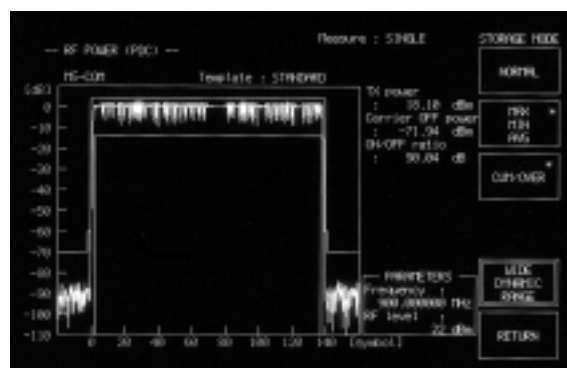 -- RF POWER (PDC) --
Measure : SINGLE
STORAGE MODE
MS-COM
Template : STANDARD
NORMAL
[dB]
TX power
: 18.10 dBm
Carrier OFF power
: -71.94 dBm
ON/OFF ratio
: 90.04 dB
MAX *
MIN
AVG
CUM/OVER *
0
-10
-20
-30
-40
-50
-60
-70
-80
-90
-100
-110
PARAMETERS
Frequency :
900.000000 MHz
RF level :
22 dBm
WIDE
DYNAMIC
RANGE
RETURN
0 20 40 60 80 100 120 140 [symbol]